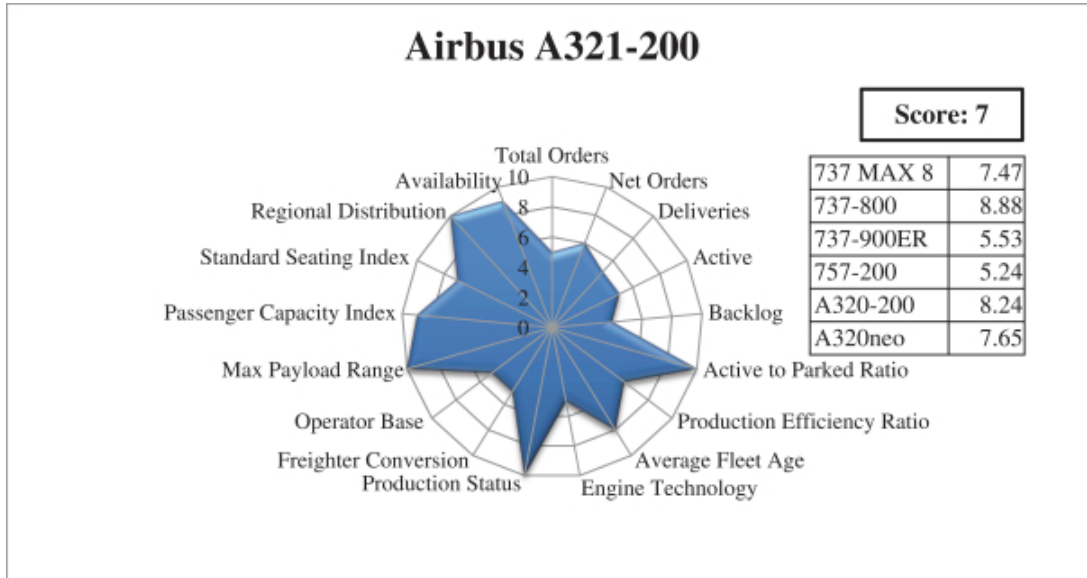 Airbus A321-200
Score: 7
737 MAX 8 7.47
737-800 8.88
737-900ER 5.53
757-200 5.24
A320-200 8.24
A320neo 7.65
Total Orders
Net Orders
Deliveries
Active
Backlog
Active to Parked Ratio
Production Efficiency Ratio
Average Fleet Age
Engine Technology
Production Status
Freighter Conversion
Operator Base
Max Payload Range
Passenger Capacity Index
Standard Seating Index
Regional Distribution
Availability
10
8
6
4
2
0